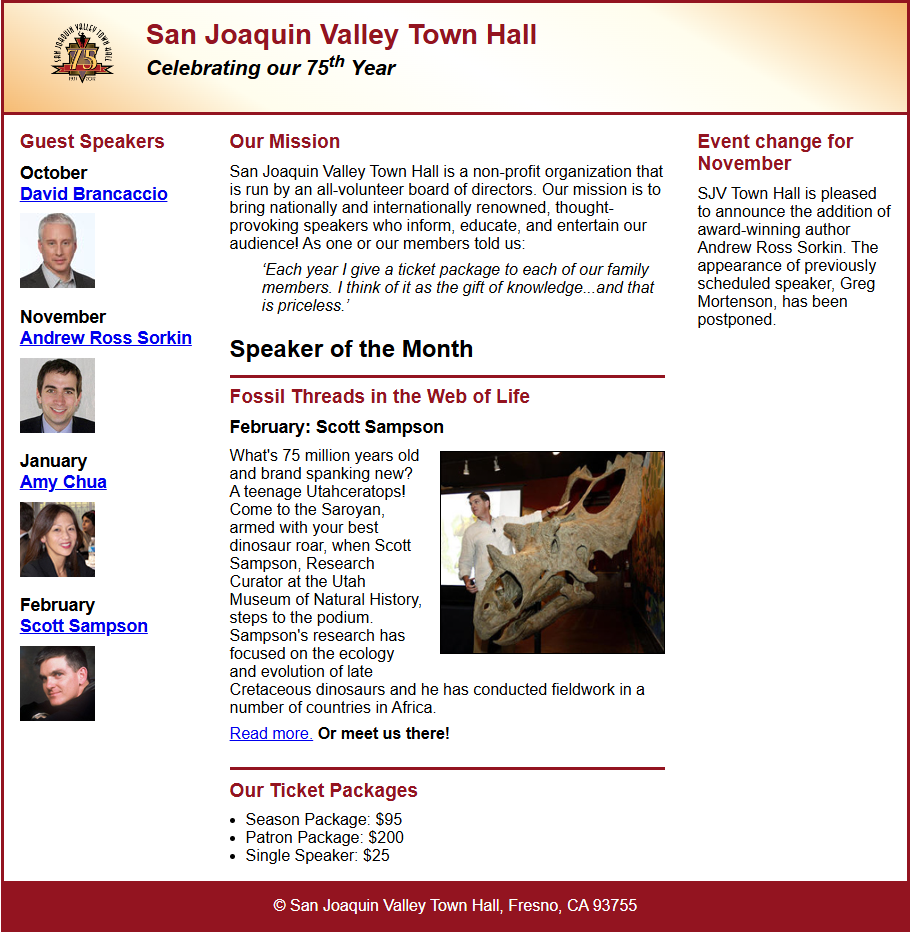 SAN JOAQUIN VALLEY TOWN HALL
75
San Joaquin Valley Town Hall
Celebrating our 75th Year
Guest Speakers
October
David Brancaccio
November
Andrew Ross Sorkin
January
Amy Chua
February
Scott Sampson
Our Mission
San Joaquin Valley Town Hall is a non-profit organization that
is run by an all-volunteer board of directors. Our mission is to
bring nationally and internationally renowned, thought-
provoking speakers who inform, educate, and entertain our
audience! As one or our members told us:
‘Each year I give a ticket package to each of our family
members. I think of it as the gift of knowledge...and that
is priceless.’
Speaker of the Month
Fossil Threads in the Web of Life
February: Scott Sampson
What's 75 million years old
and brand spanking new?
A teenage Utahceratops!
Come to the Saroyan,
armed with your best
dinosaur roar, when Scott
Sampson, Research
Curator at the Utah
Museum of Natural History,
steps to the podium.
Sampson's research has
focused on the ecology
and evolution of late
Cretaceous dinosaurs and he has conducted fieldwork in a
number of countries in Africa.
Read more. Or meet us there!
Our Ticket Packages
• Season Package: $95
• Patron Package: $200
• Single Speaker: $25
Event change for
November
SJV Town Hall is pleased
to announce the addition of
award-winning author
Andrew Ross Sorkin. The
appearance of previously
scheduled speaker, Greg
Mortenson, has been
postponed.
© San Joaquin Valley Town Hall, Fresno, CA 93755